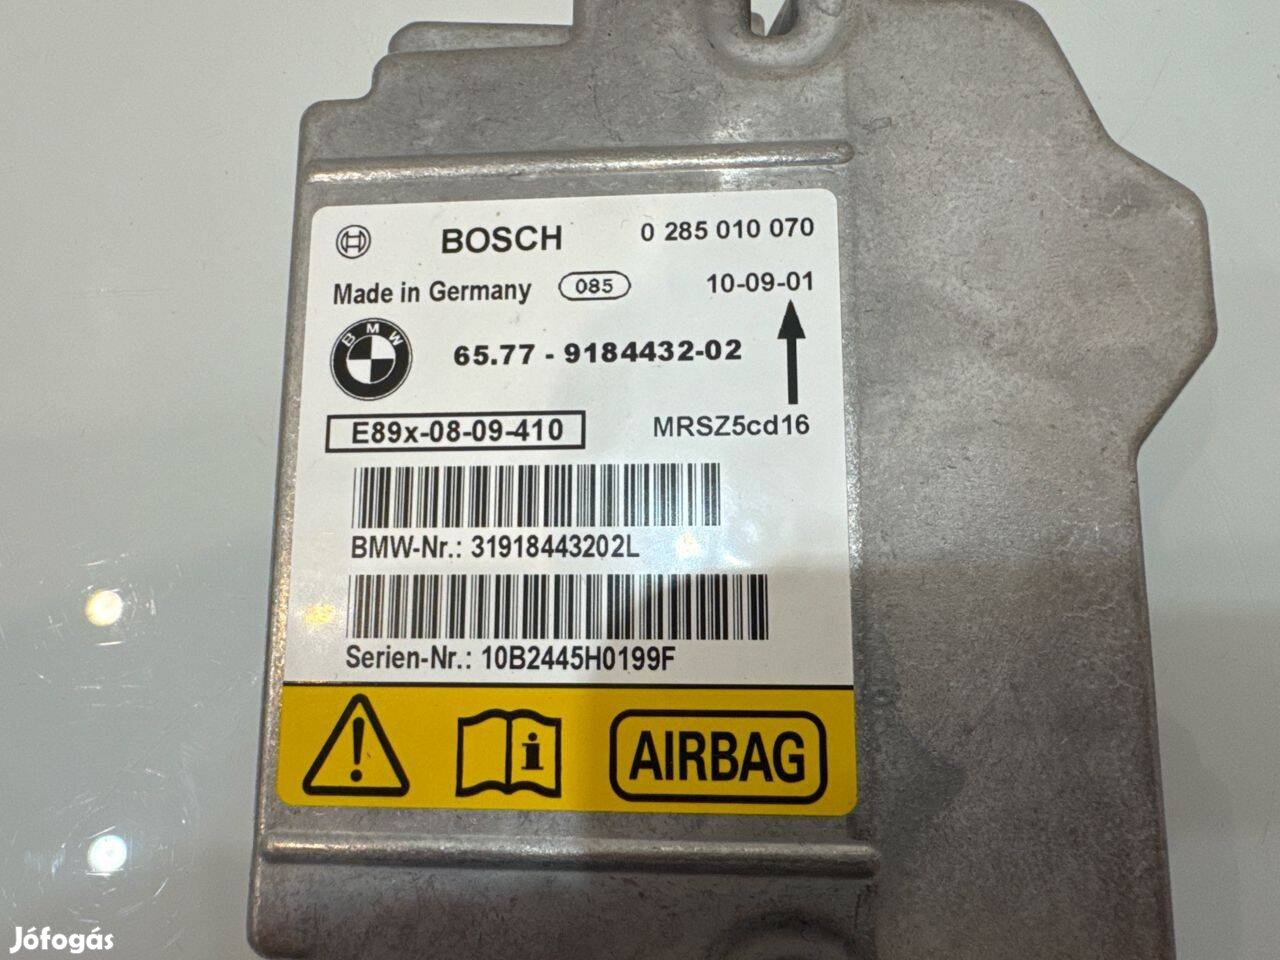 BOSCH 0 285 010 070
Made in Germany 085 10-09-01
BMW
65.77 - 9184432-02
E89x-08-09-410 MRSZ5cd16
BMW-Nr.: 31918443202L
Serien-Nr.: 10B2445H0199F
AIRBAG
Jófogás